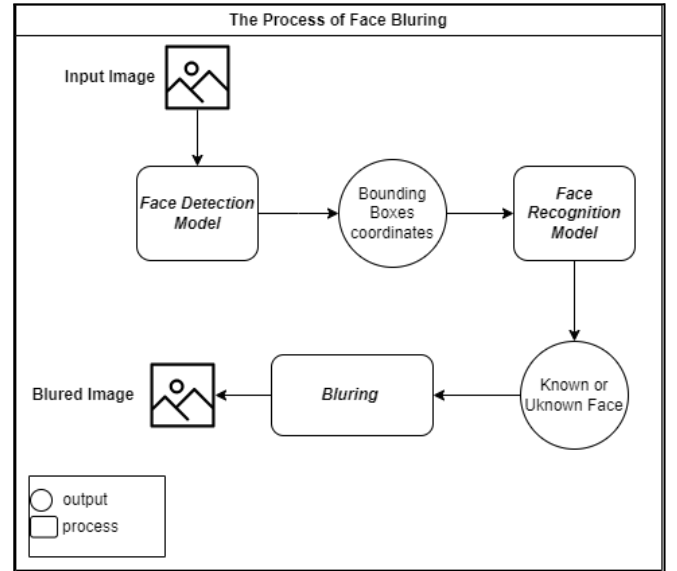 The Process of Face Bluring
Input Image
Face Detection
Model
Bounding
Boxes
coordinates
Face
Recognition
Model
Blured Image
Bluring
Known or
Uknown Face
output
process